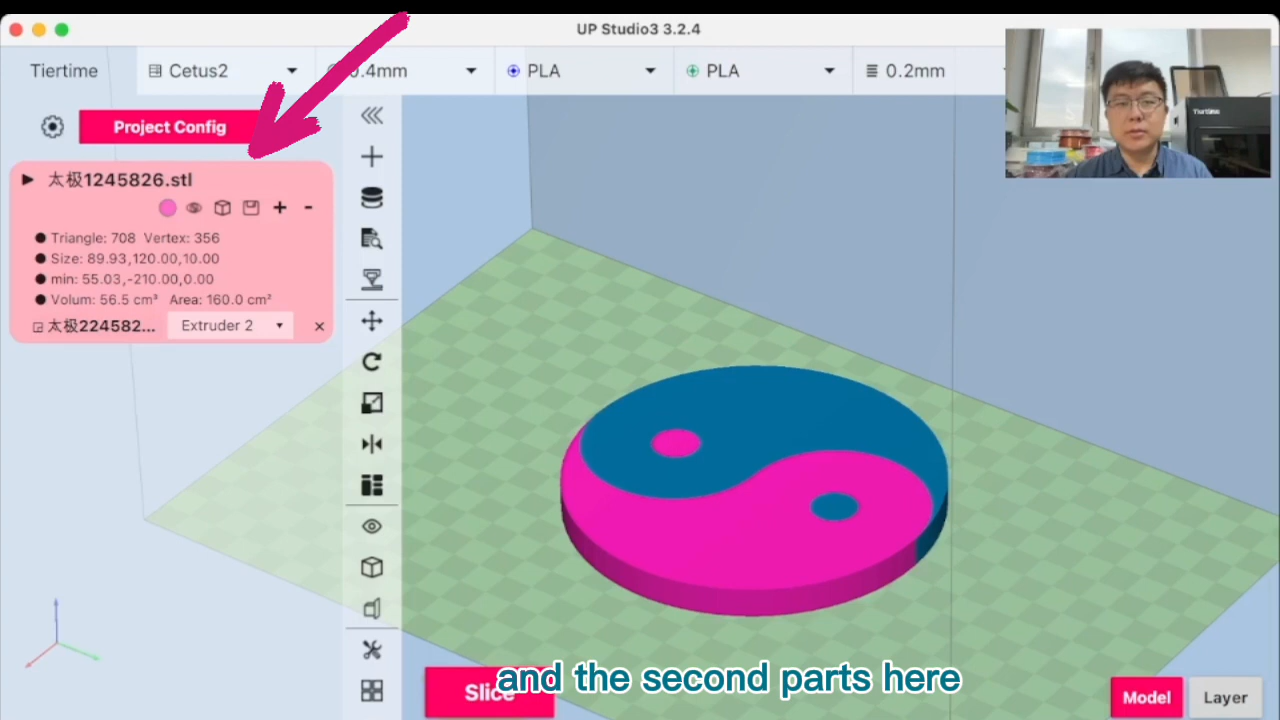 UP Studio3 3.2.4
Tiertime Cetus2 0.4mm PLA PLA 0.2mm
Tiertime
Project Config
太极1245826.stl
Triangle: 708 Vertex: 356
Size: 89.93,120.00,10.00
min: 55.03,-210.00,0.00
Volum: 56.5 cm³ Area: 160.0 cm²
太极224582... Extruder 2
Slice
and the second parts here
Model Layer